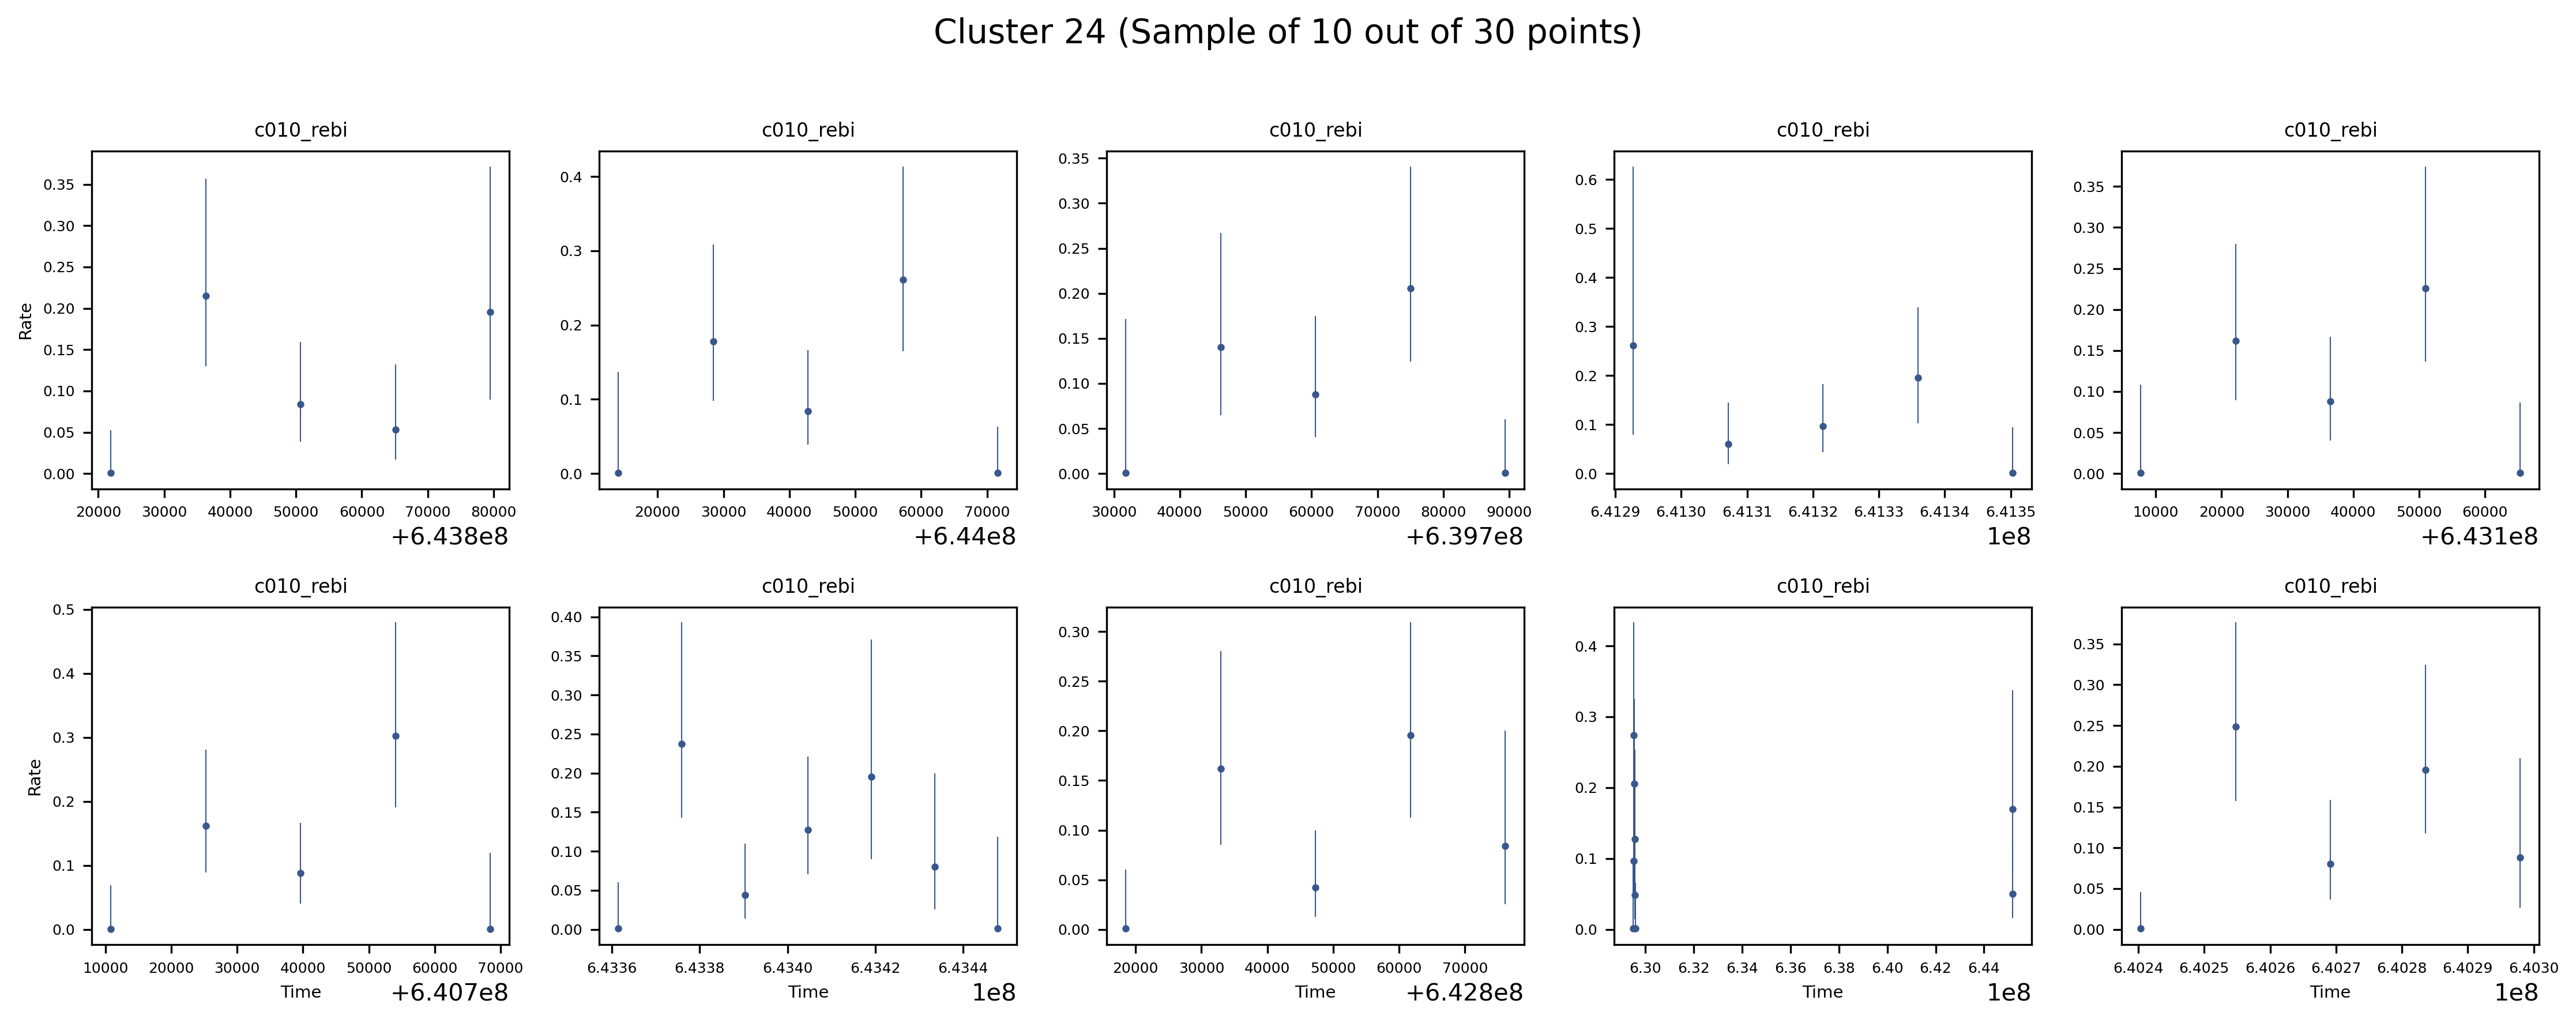 Cluster 24 (Sample of 10 out of 30 points)
c010_rebi c010_rebi c010_rebi c010_rebi c010_rebi
Rate
0.35
0.30
0.25
0.20
0.15
0.10
0.05
0.00
20000 30000 40000 50000 60000 70000 80000
+6.438e8
0.4
0.3
0.2
0.1
0.0
20000 30000 40000 50000 60000 70000
+6.44e8
0.35
0.30
0.25
0.20
0.15
0.10
0.05
0.00
30000 40000 50000 60000 70000 80000 90000
+6.397e8
0.6
0.5
0.4
0.3
0.2
0.1
0.0
6.4129 6.4130 6.4131 6.4132 6.4133 6.4134 6.4135
1e8
0.35
0.30
0.25
0.20
0.15
0.10
0.05
0.00
10000 20000 30000 40000 50000 60000
+6.431e8
c010_rebi c010_rebi c010_rebi c010_rebi c010_rebi
Rate
0.5
0.4
0.3
0.2
0.1
0.0
10000 20000 30000 40000 50000 60000 70000
Time +6.407e8
0.40
0.35
0.30
0.25
0.20
0.15
0.10
0.05
0.00
6.4336 6.4338 6.4340 6.4342 6.4344
Time 1e8
0.30
0.25
0.20
0.15
0.10
0.05
0.00
20000 30000 40000 50000 60000 70000
Time +6.428e8
0.4
0.3
0.2
0.1
0.0
6.30 6.32 6.34 6.36 6.38 6.40 6.42 6.44
Time 1e8
0.35
0.30
0.25
0.20
0.15
0.10
0.05
0.00
6.4024 6.4025 6.4026 6.4027 6.4028 6.4029 6.4030
Time 1e8